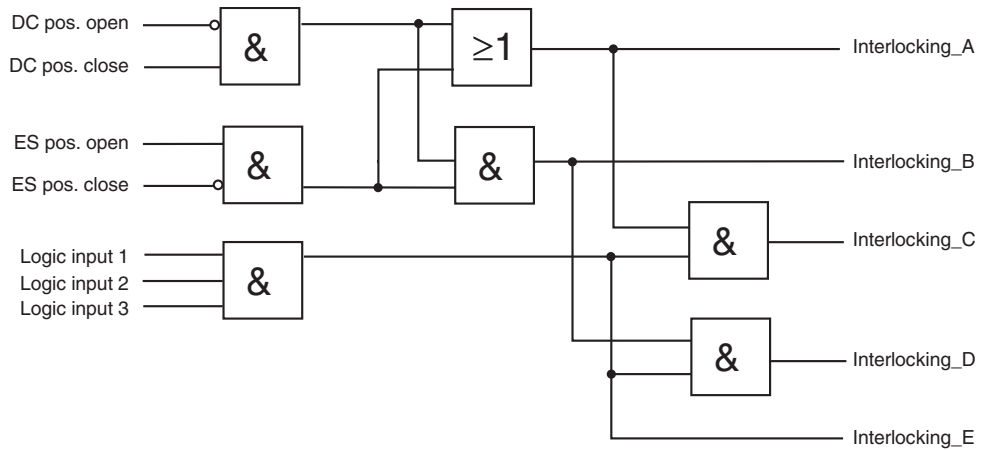 DC pos. open
DC pos. close
&
≥1
Interlocking_A
ES pos. open
ES pos. close
&
&
Interlocking_B
Logic input 1
Logic input 2
Logic input 3
&
&
Interlocking_C
&
Interlocking_D
Interlocking_E